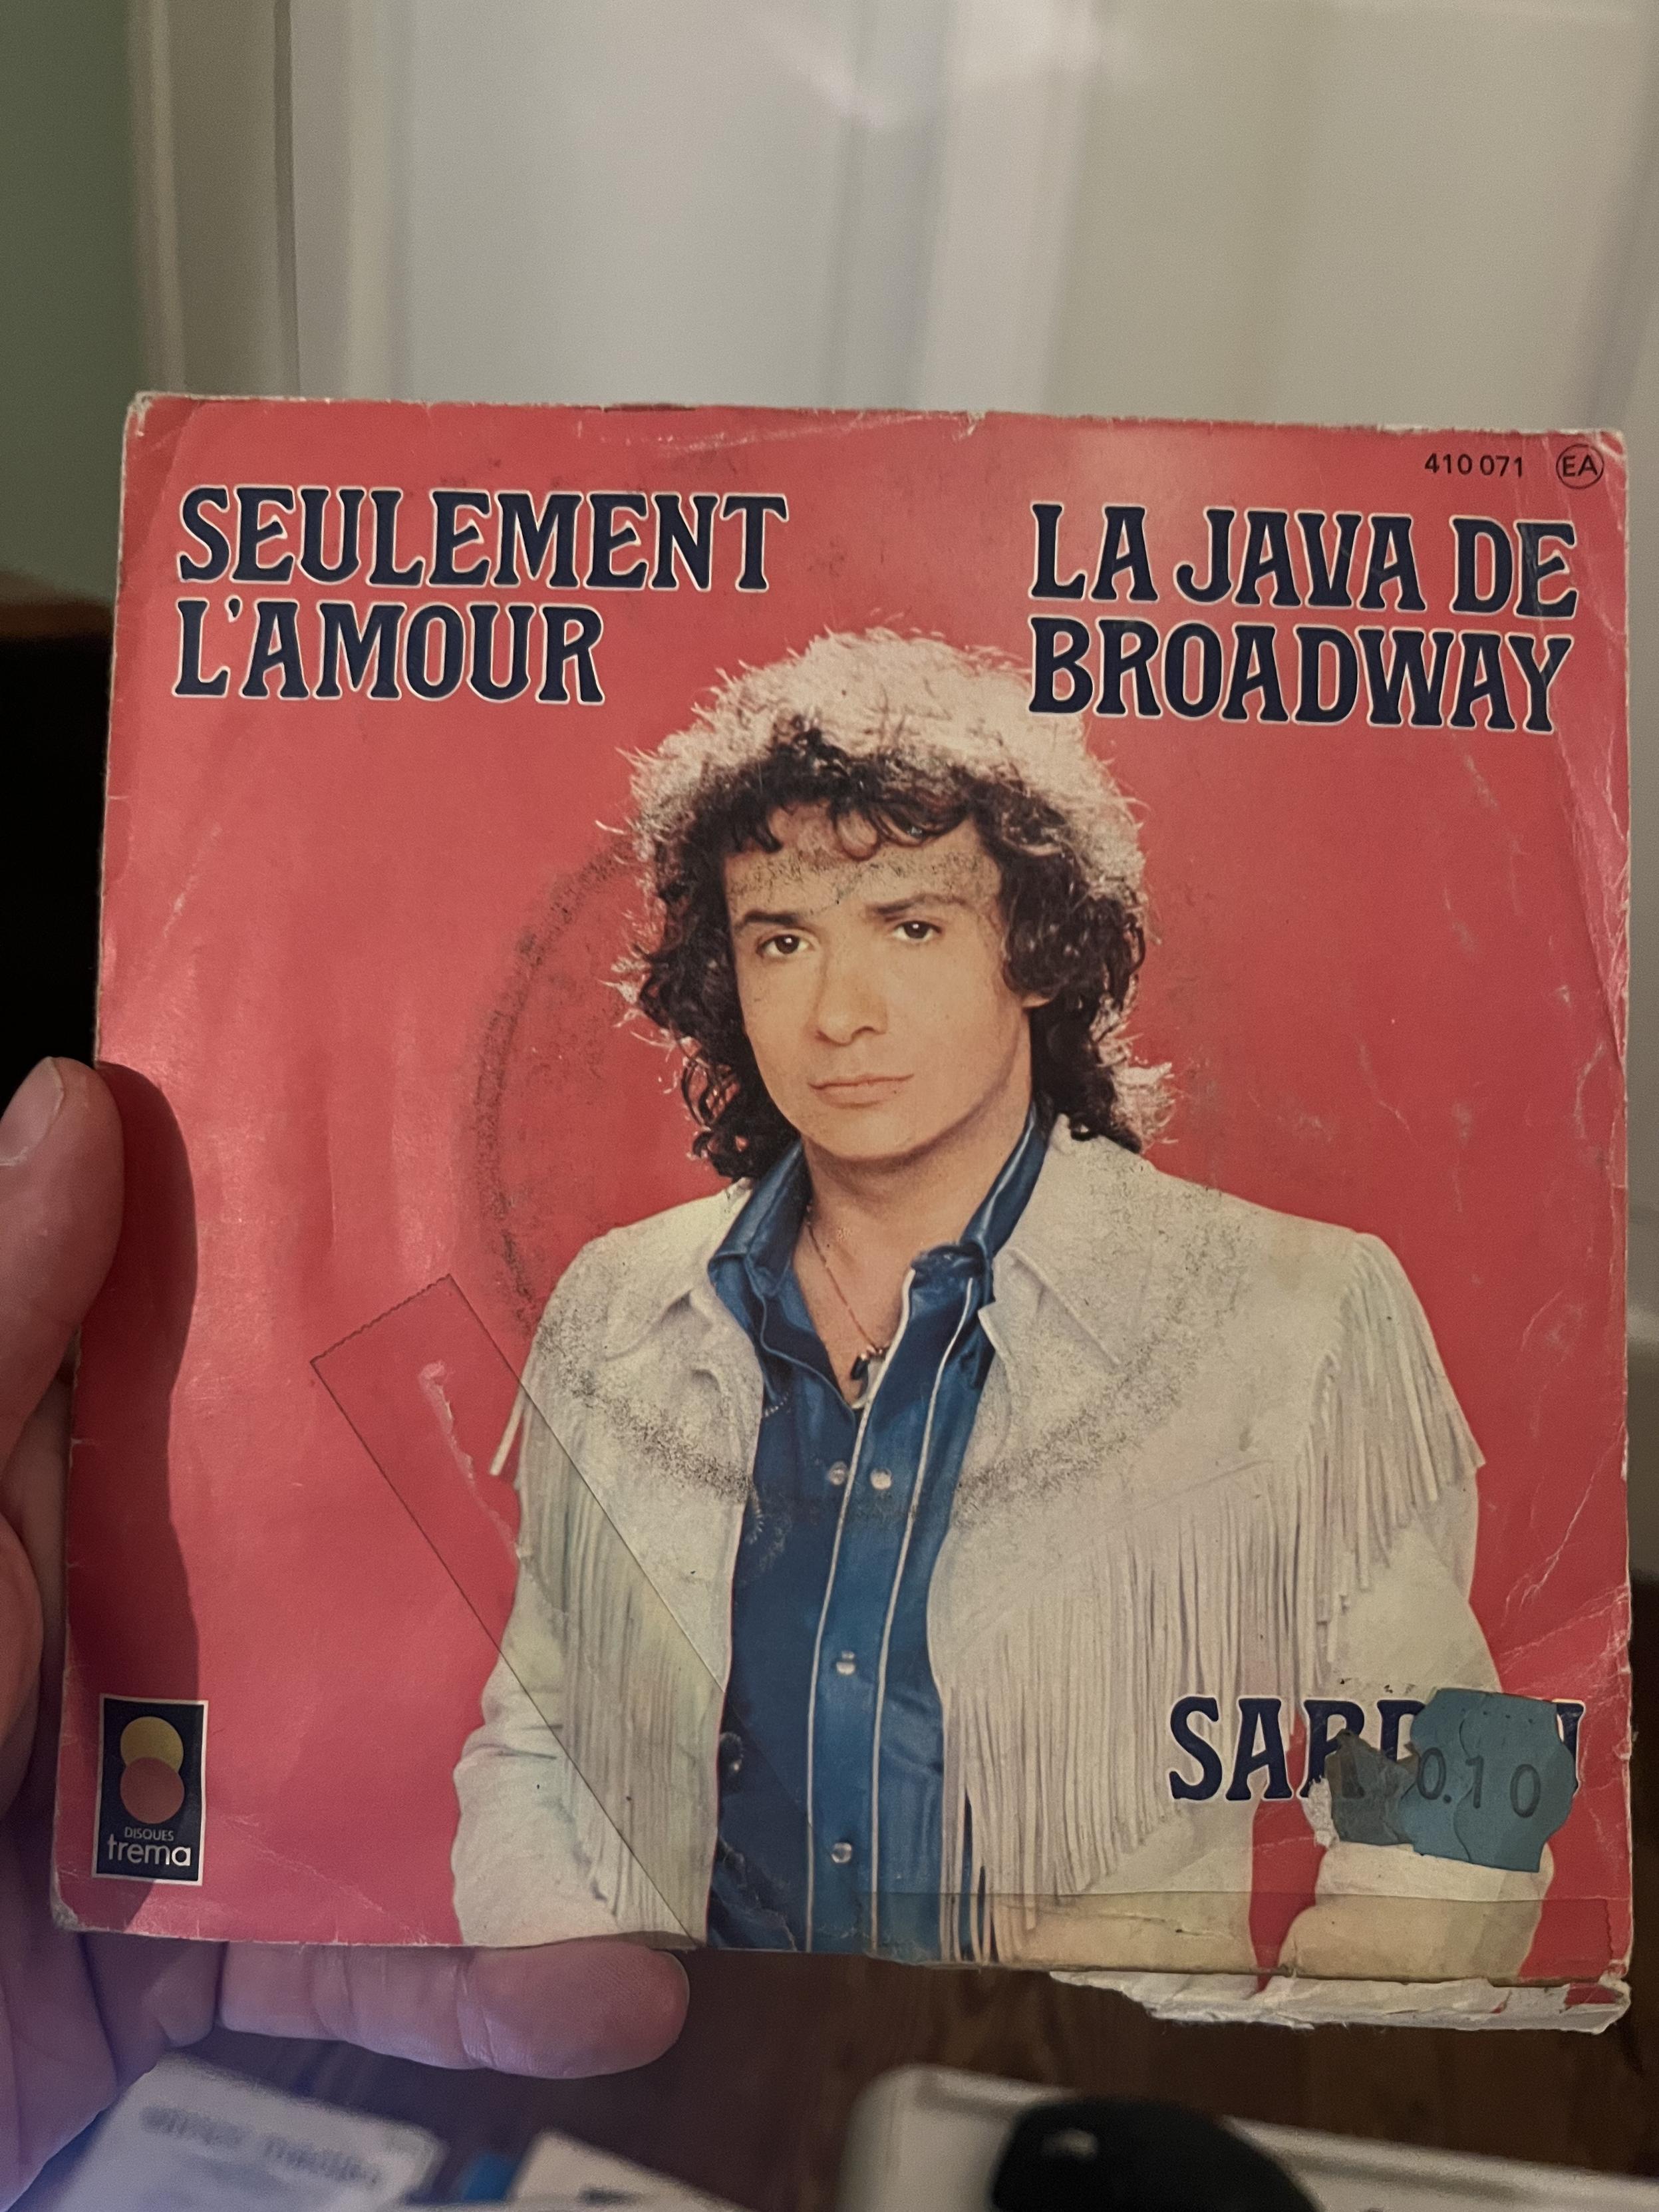 410 071 EA
SEULEMENT
L'AMOUR
LA JAVA DE
BROADWAY
0.10
DISQUES
trema